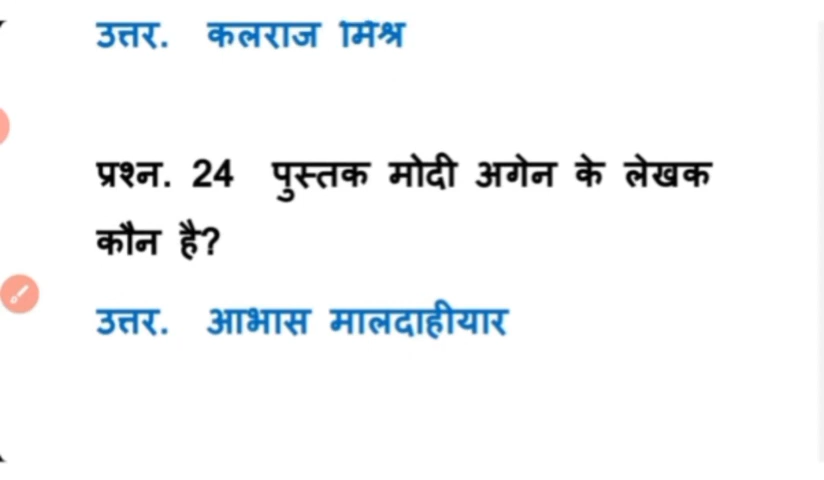 उत्तर. कलराज मिश्र
प्रश्न. 24 पुस्तक मोदी अगेन के लेखक
कौन है?
उत्तर. आभास मालदाहीयार